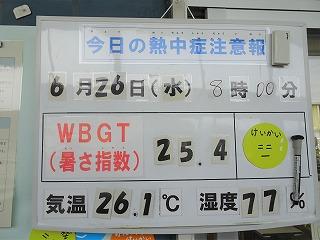 今日の熱中症注意報
6月26日(水) 8時00分
WBGT
(暑さ指数)
25.4
けいかい
気温 26.1℃ 湿度 77%